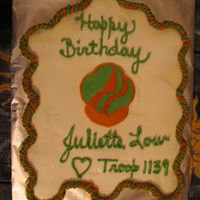 Happy
Birthday
Juliette Low
♡ Troop 1139